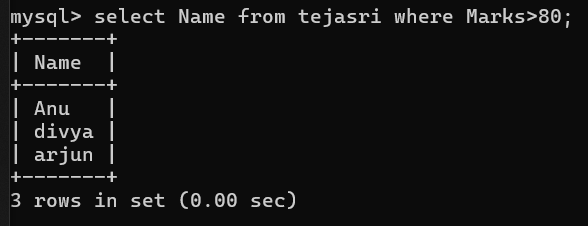 mysql> select Name from tejasri where Marks>80;
+-------+
| Name  |
+-------+
| Anu   |
| divya |
| arjun |
+-------+
3 rows in set (0.00 sec)